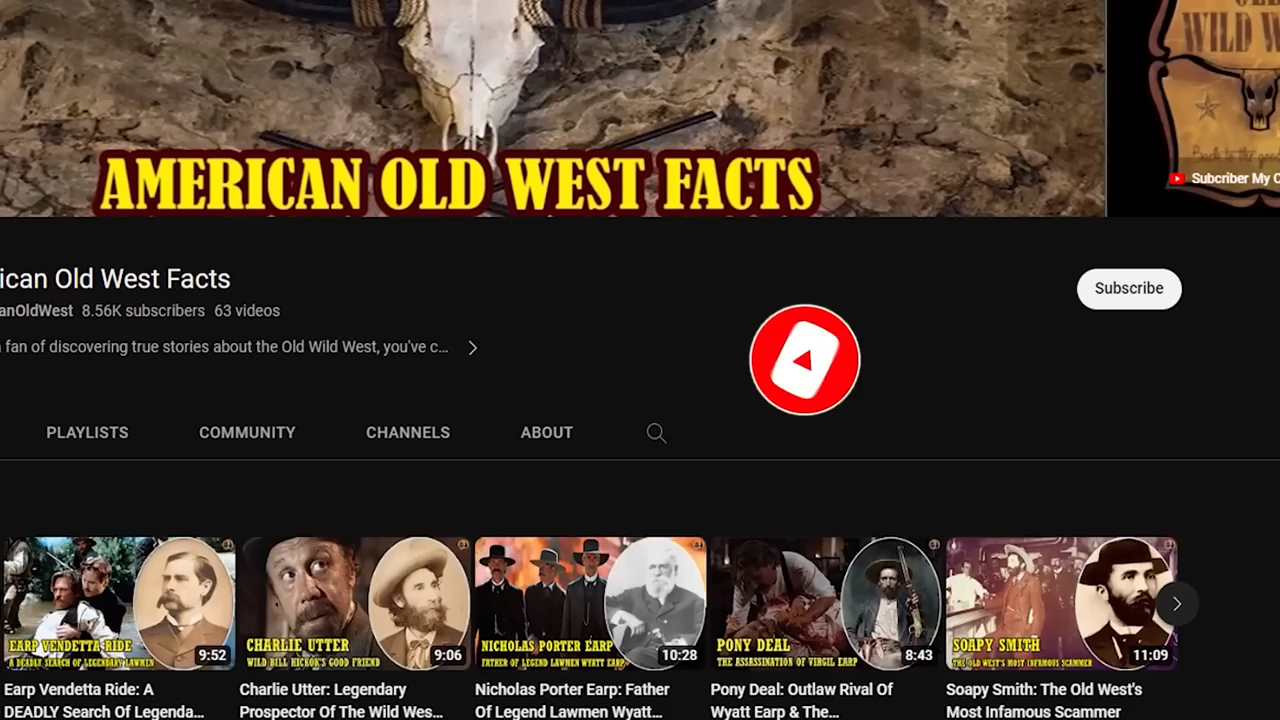 WILD W
AMERICAN OLD WEST FACTS
Subcriber My C
ican Old West Facts
Subscribe
anOldWest 8.56K subscribers 63 videos
fan of discovering true stories about the Old Wild West, you've c...
PLAYLISTS COMMUNITY CHANNELS ABOUT
EARP VENDETTA RIDE
A DEADLY SEARCH OF LEGENDARY LAWMEN
9:52
CHARLIE UTTER
WILD BILL HICKOK'S GOOD FRIEND
9:06
NICHOLAS PORTER EARP
FATHER OF LEGEND LAWMEN WYATT EARP
10:28
PONY DEAL
THE ASSASSINATION OF VIRGIL EARP
8:43
SOAPY SMITH
THE OLD WEST'S MOST INFAMOUS SCAMMER
11:09
Earp Vendetta Ride: A
DEADLY Search Of Legenda...
Charlie Utter: Legendary
Prospector Of The Wild Wes...
Nicholas Porter Earp: Father
Of Legend Lawmen Wyatt...
Pony Deal: Outlaw Rival Of
Wyatt Earp & The...
Soapy Smith: The Old West's
Most Infamous Scammer